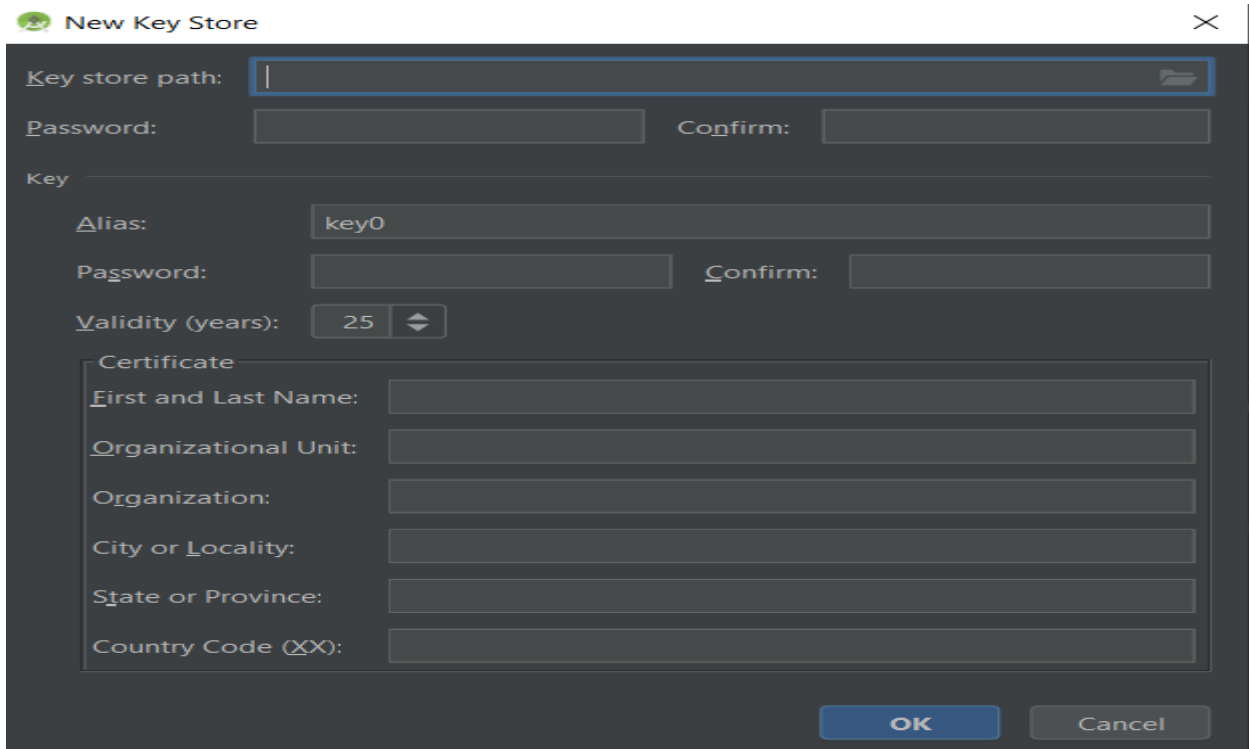 New Key Store
Key store path:
Password: Confirm:
Key
Alias: key0
Password: Confirm:
Validity (years): 25
Certificate
First and Last Name:
Organizational Unit:
Organization:
City or Locality:
State or Province:
Country Code (XX):
OK Cancel